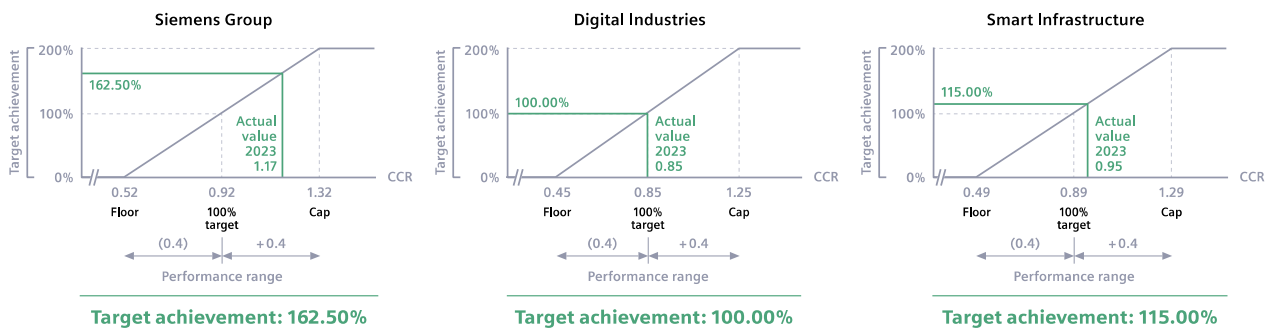 Siemens Group
Target achievement
200%
162.50%
100%
Actual
value
2023
1.17
0%
CCR
0.52
0.92
1.32
Floor
100%
target
Cap
(0.4)
+0.4
Performance range
Target achievement: 162.50%
Digital Industries
Target achievement
200%
100.00%
100%
Actual
value
2023
0.85
0%
CCR
0.45
0.85
1.25
Floor
100%
target
Cap
(0.4)
+0.4
Performance range
Target achievement: 100.00%
Smart Infrastructure
Target achievement
200%
115.00%
100%
Actual
value
2023
0.95
0%
CCR
0.49
0.89
1.29
Floor
100%
target
Cap
(0.4)
+0.4
Performance range
Target achievement: 115.00%